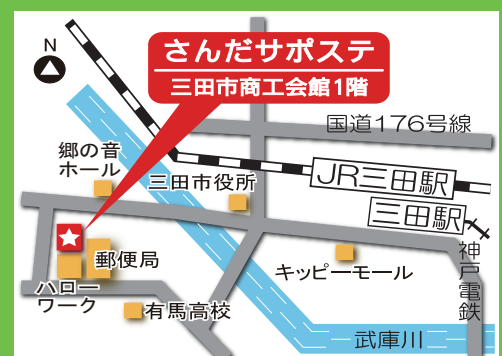 さんだサポステ
三田市商工会館1階
N
国道176号線
郷の音
ホール
三田市役所
JR三田駅
三田駅
神戸電鉄
郵便局
キッピーモール
ハロー
ワーク
有馬高校
武庫川